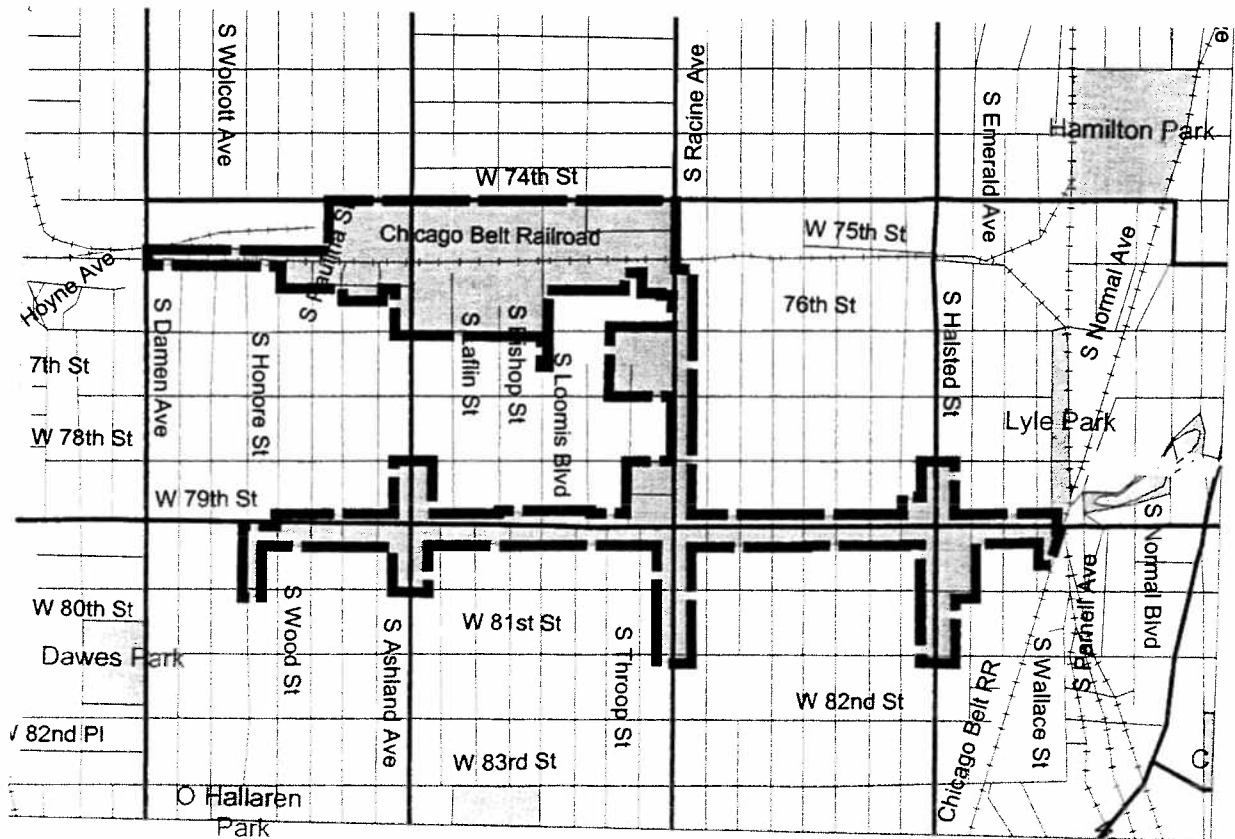 e
S Wolcott Ave
S Racine Ave
S Emerald Ave
Hamilton Park
W 74th St
S Paulina St
Chicago Belt Railroad
W 75th St
S Normal Ave
Hoyne Ave
S Damen Ave
S Honore St
S Laflin St
S Bishop St
S Loomis Blvd
76th St
S Halsted St
7th St
Lyle Park
W 78th St
W 79th St
S Normal Blvd
W 80th St
S Wood St
S Ashland Ave
W 81st St
S Throop St
S Parnell Ave
S Wallace St
Dawes Park
W 82nd St
Chicago Belt RR
W 82nd Pl
W 83rd St
C
O Hallaren
Park